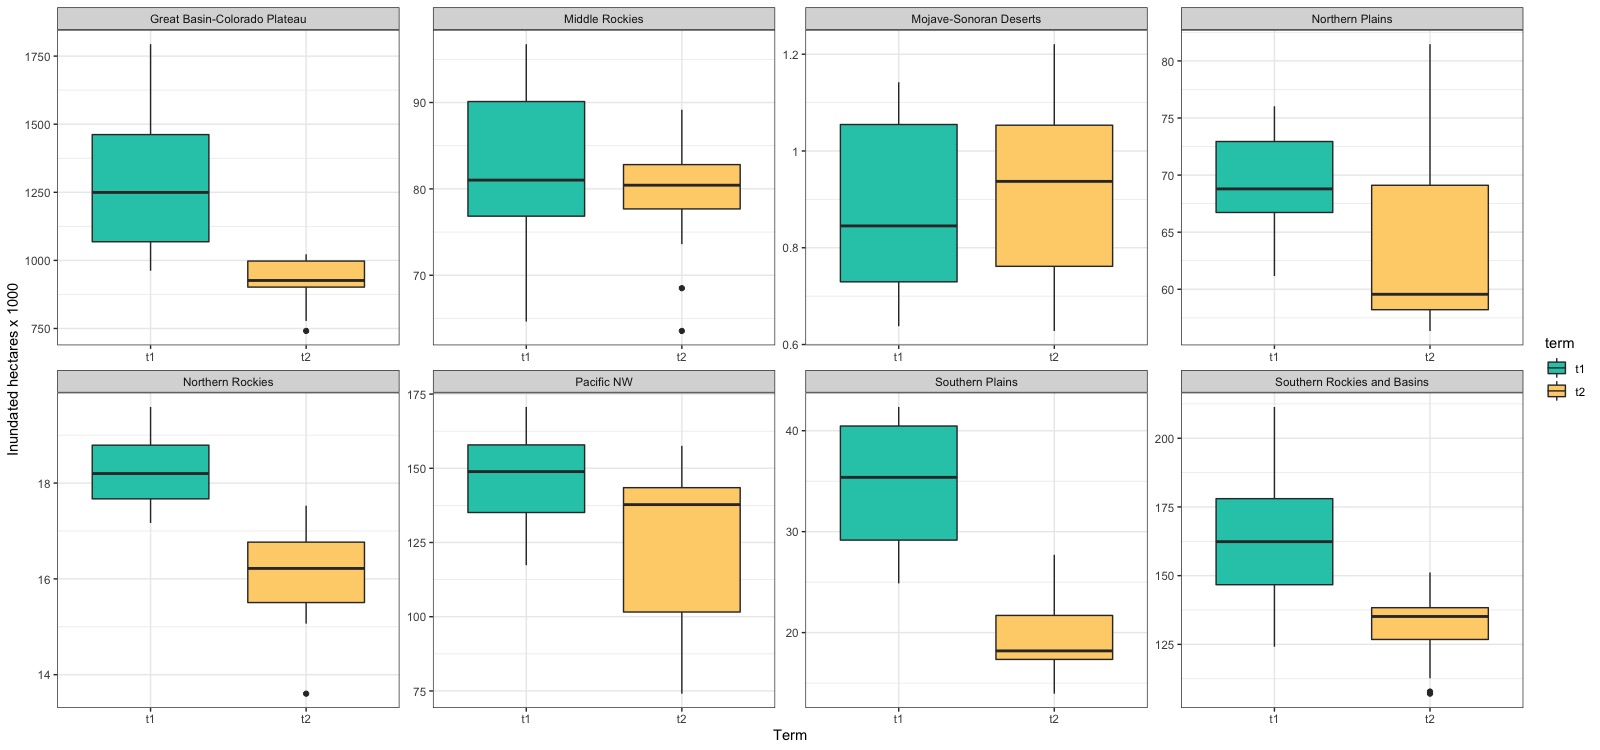 Great Basin-Colorado Plateau
Middle Rockies
Mojave-Sonoran Deserts
Northern Plains
1750
1500
1250
1000
750
90
80
70
1.2
1
0.8
0.6
80
75
70
65
60
t1 t2
t1 t2
t1 t2
t1 t2
Inundated hectares x 1000
Northern Rockies
Pacific NW
Southern Plains
Southern Rockies and Basins
18
16
14
175
150
125
100
75
40
30
20
200
175
150
125
t1 t2
t1 t2
t1 t2
t1 t2
Term
term
t1
t2